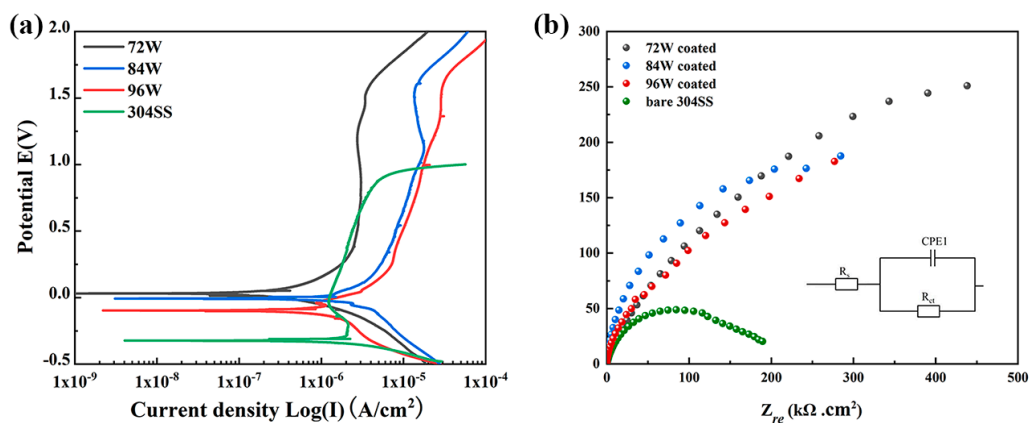 (a)
72W
84W
96W
304SS
2.0
1.5
1.0
0.5
0.0
-0.5
Potential E(V)
1x10⁻⁹ 1x10⁻⁸ 1x10⁻⁷ 1x10⁻⁶ 1x10⁻⁵ 1x10⁻⁴
Current density Log(I) (A/cm²)
(b)
72W coated
84W coated
96W coated
bare 304SS
300
250
200
150
100
50
0
CPE1
Rs
Rct
0 100 200 300 400 500
Zre (kΩ .cm²)